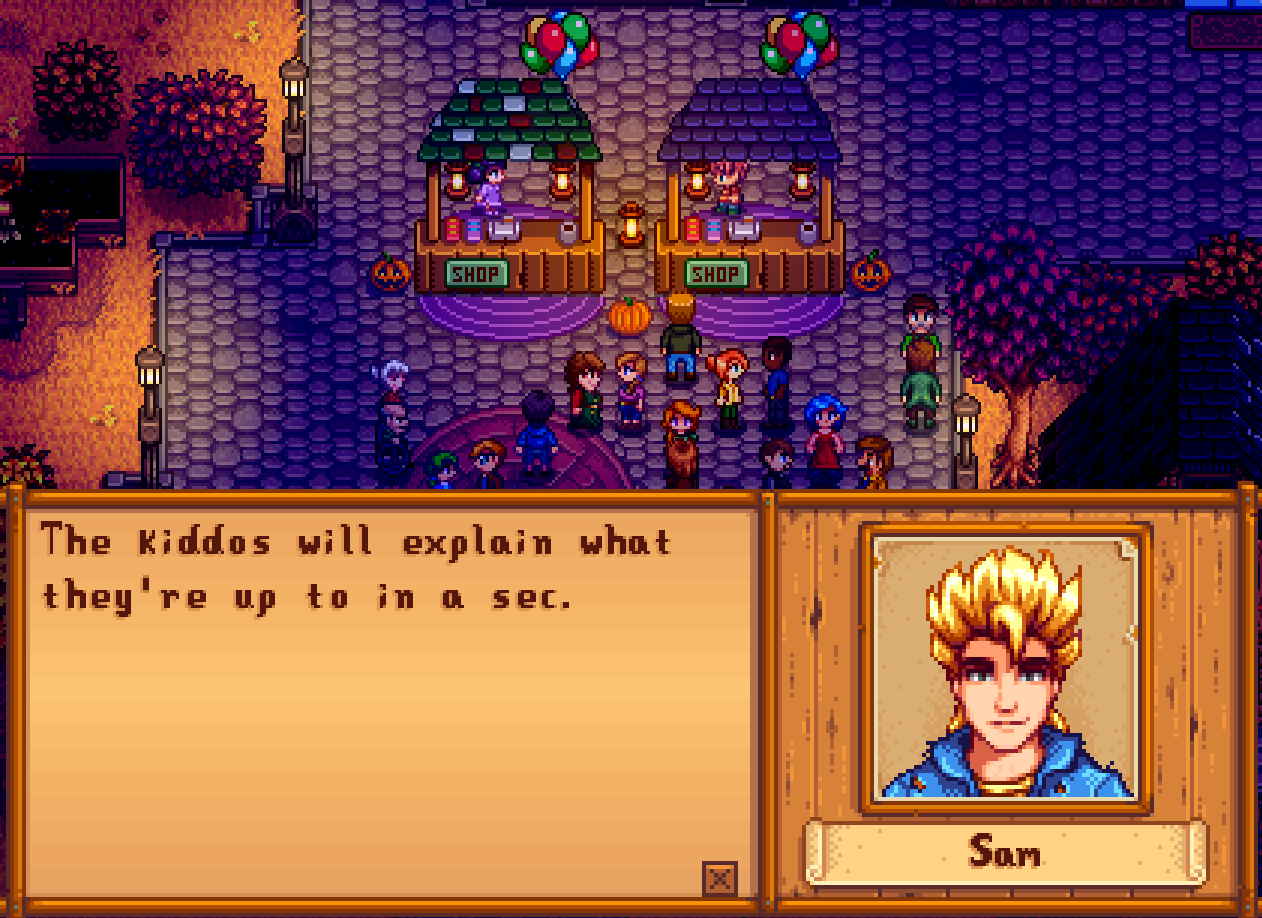 SHOP
SHOP
The kiddos will explain what
they're up to in a sec.
Sam